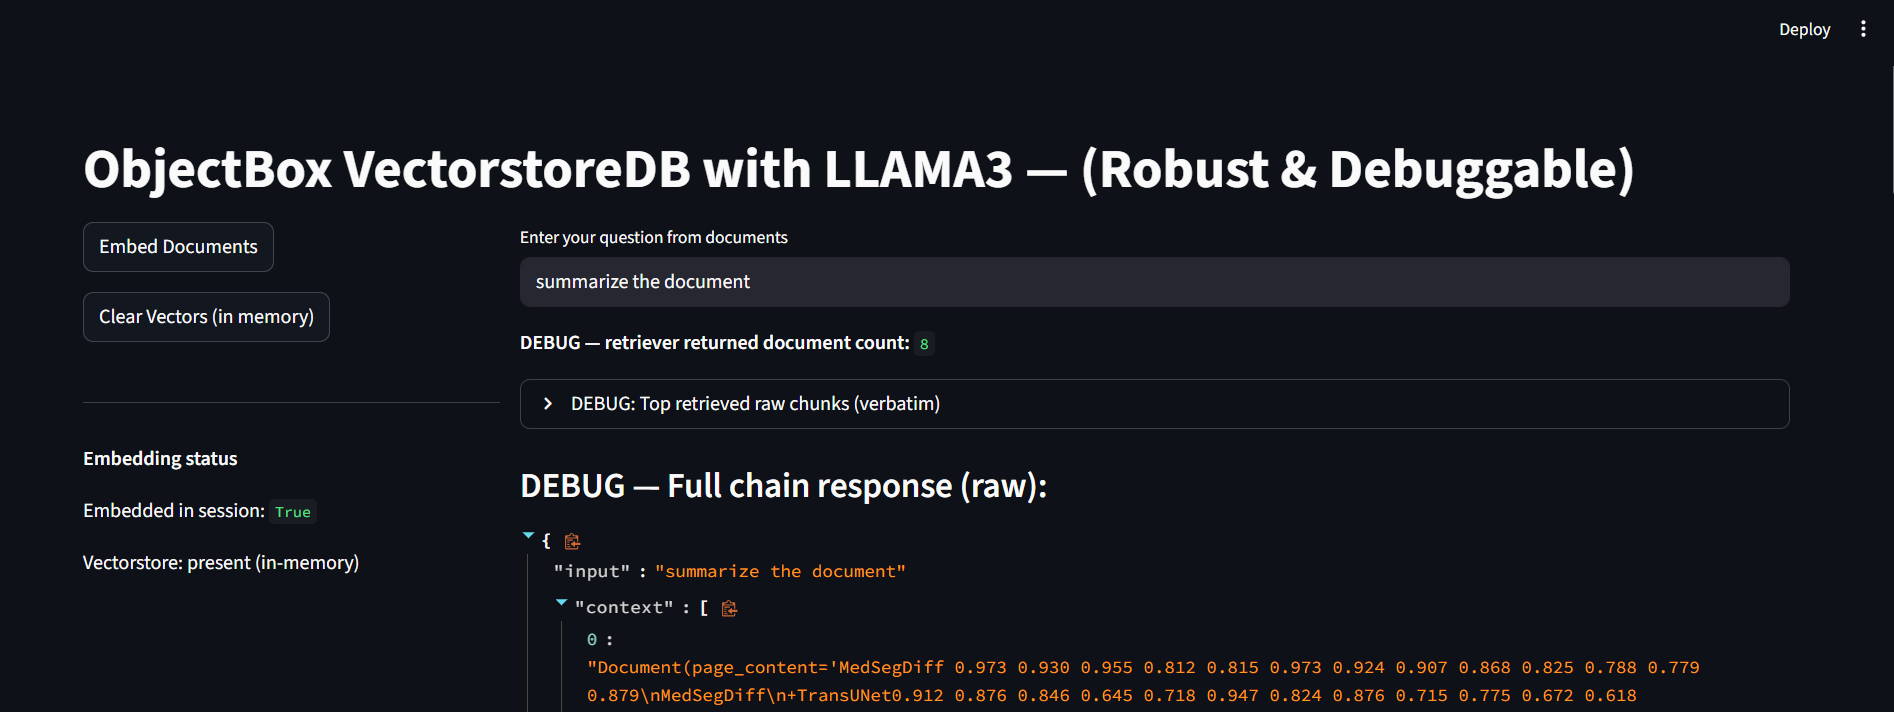 Deploy
ObjectBox VectorstoreDB with LLAMA3 — (Robust & Debuggable)
Embed Documents
Clear Vectors (in memory)
Embedding status
Embedded in session: True
Vectorstore: present (in-memory)
Enter your question from documents
summarize the document
DEBUG — retriever returned document count: 8
DEBUG: Top retrieved raw chunks (verbatim)
DEBUG — Full chain response (raw):
{
"input" : "summarize the document"
"context" : [
0 :
"Document(page_content='MedSegDiff 0.973 0.930 0.955 0.812 0.815 0.973 0.924 0.907 0.868 0.825 0.788 0.779
0.879\nMedSegDiff\n+TransUNet0.912 0.876 0.846 0.645 0.718 0.947 0.824 0.876 0.715 0.775 0.672 0.618